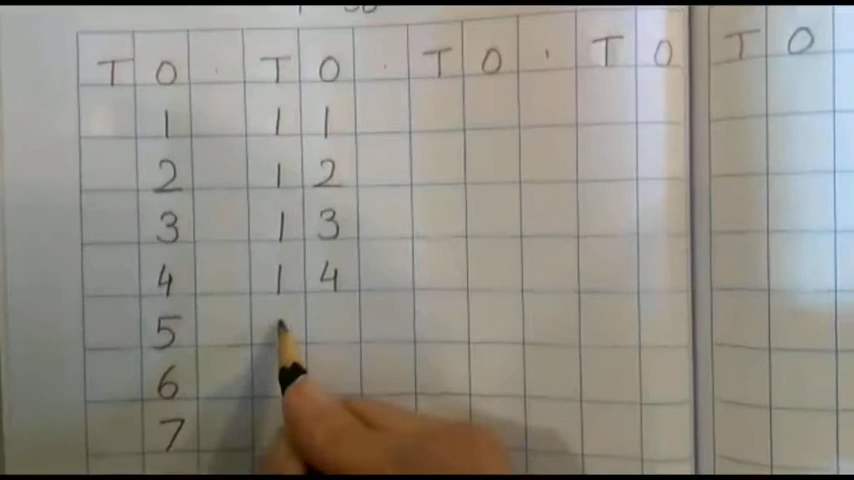 T O . T O . T O . T O T O
1 1 1
2 1 2
3 1 3
4 1 4
5
6
7